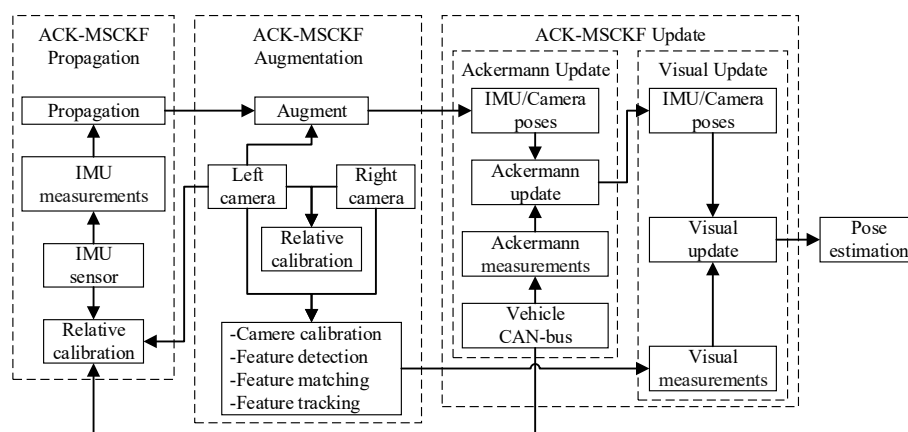 ACK-MSCKF
Propagation
Propagation
IMU
measurements
IMU
sensor
Relative
calibration
ACK-MSCKF
Augmentation
Augment
Left
camera
Right
camera
Relative
calibration
-Camere calibration
-Feature detection
-Feature matching
-Feature tracking
ACK-MSCKF Update
Ackermann Update
IMU/Camera
poses
Ackermann
update
Ackermann
measurements
Vehicle
CAN-bus
Visual Update
IMU/Camera
poses
Visual
update
Visual
measurements
Pose
estimation